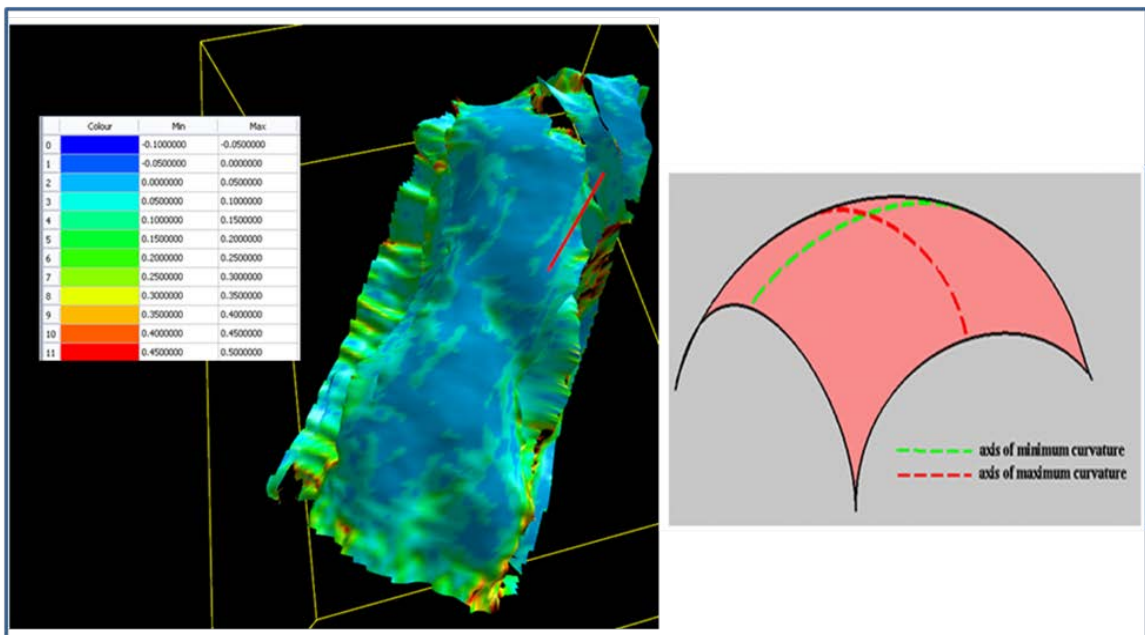 Colour Min Max
0 -0.1000000 -0.0500000
1 -0.0500000 0.0000000
2 0.0000000 0.0500000
3 0.0500000 0.1000000
4 0.1000000 0.1500000
5 0.1500000 0.2000000
6 0.2000000 0.2500000
7 0.2500000 0.3000000
8 0.3000000 0.3500000
9 0.3500000 0.4000000
10 0.4000000 0.4500000
11 0.4500000 0.5000000
axis of minimum curvature
axis of maximum curvature